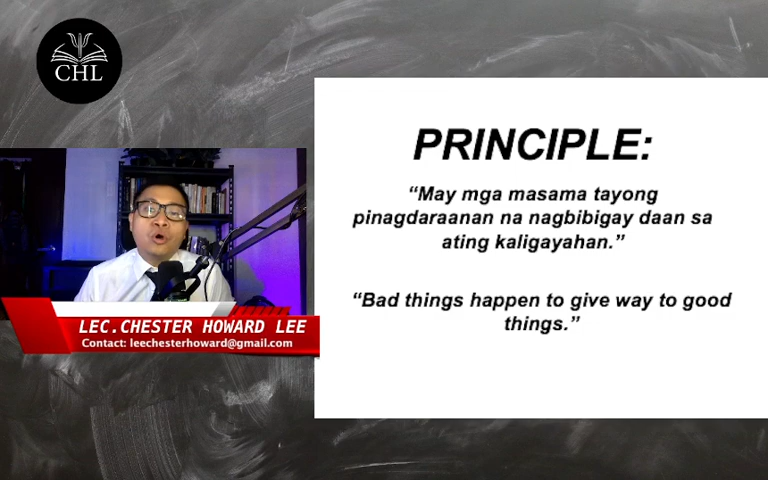 CHL
PRINCIPLE:
“May mga masama tayong
pinagdaraanan na nagbibigay daan sa
ating kaligayahan.”
“Bad things happen to give way to good
things.”
LEC.CHESTER HOWARD LEE
Contact: leechesterhoward@gmail.com